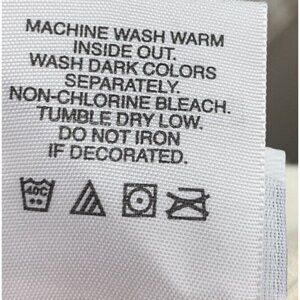 MACHINE WASH WARM
INSIDE OUT.
WASH DARK COLORS
SEPARATELY.
NON-CHLORINE BLEACH.
TUMBLE DRY LOW.
DO NOT IRON
IF DECORATED.
40C